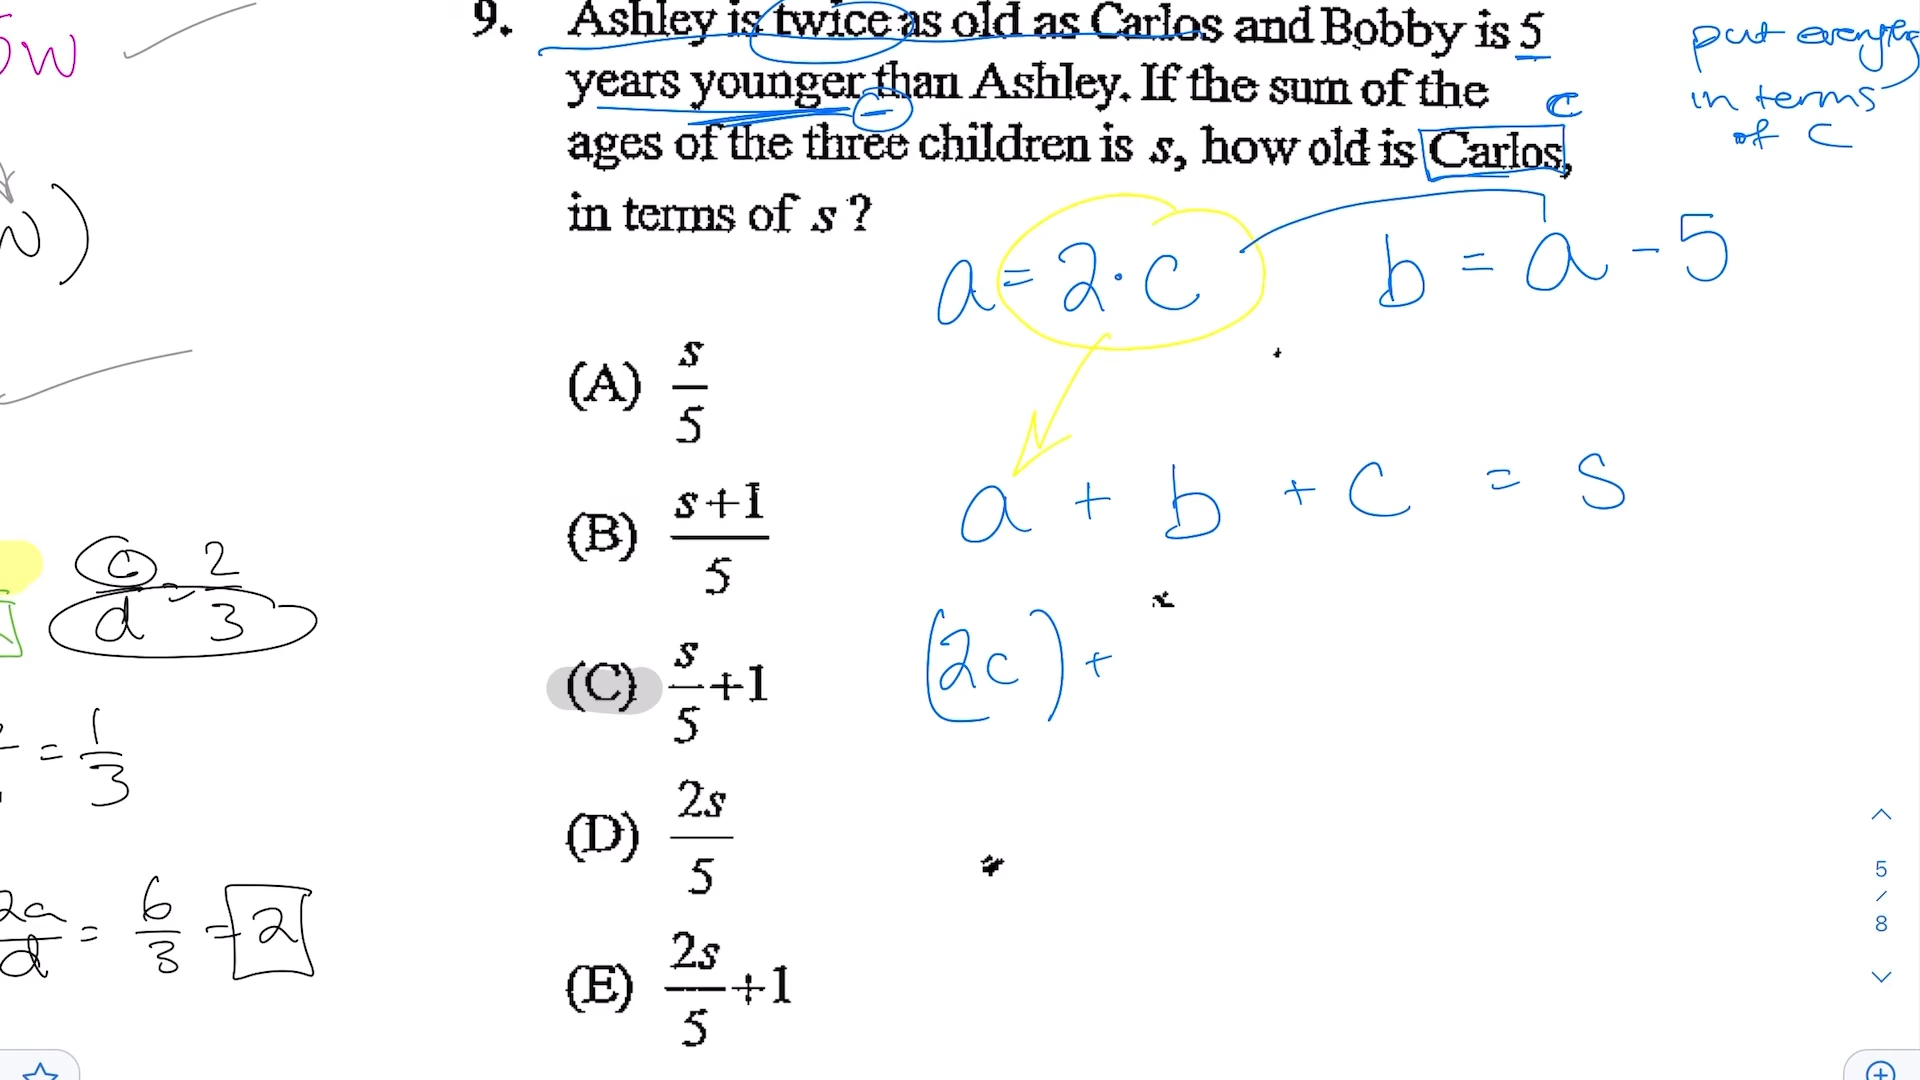 9. Ashley is twice as old as Carlos and Bobby is 5
years younger than Ashley. If the sum of the
ages of the three children is s, how old is Carlos,
in terms of s?
(A) s/5
(B) s+1/5
(C) s/5 +1
(D) 2s/5
(E) 2s/5 +1
in terms
of C
c
a = 2·c
b = a - 5
a + b + c = s
(2c) +
OW
W)
c/d = 2/3
= 1/3
2a/d = 6/3 = 2
5
/
8